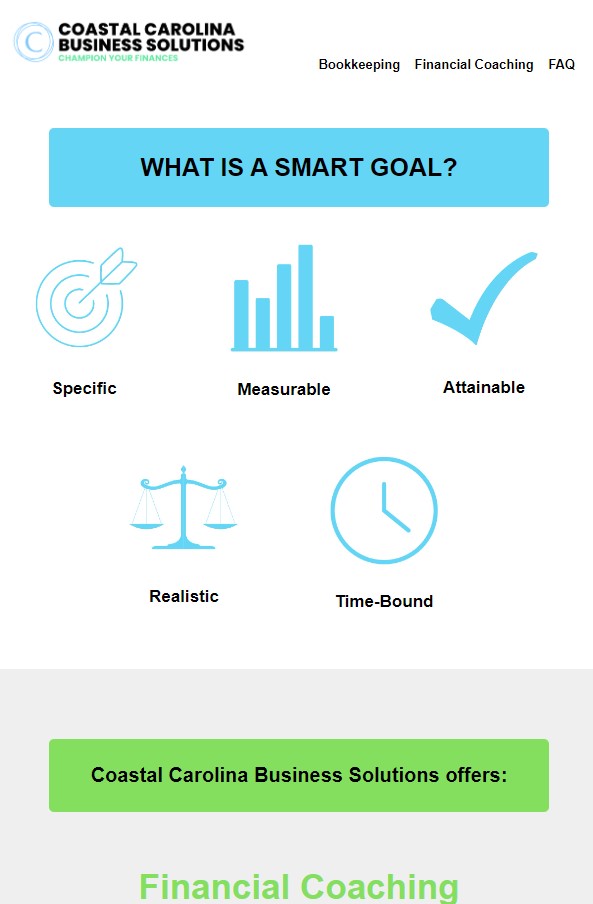 C
COASTAL CAROLINA
BUSINESS SOLUTIONS
CHAMPION YOUR FINANCES
Bookkeeping Financial Coaching FAQ
WHAT IS A SMART GOAL?
Specific
Measurable
Attainable
Realistic
Time-Bound
Coastal Carolina Business Solutions offers:
Financial Coaching